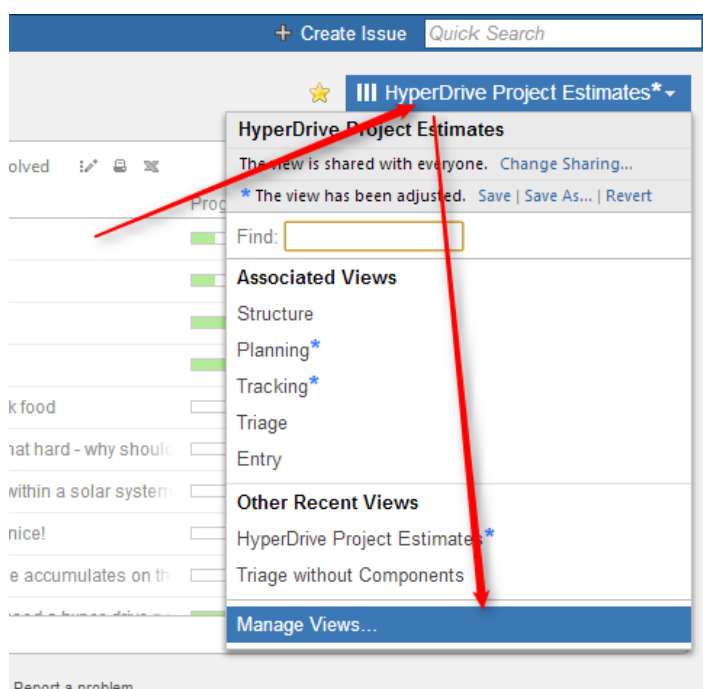 + Create Issue Quick Search
HyperDrive Project Estimates*
HyperDrive Project Estimates
olved
The view is shared with everyone. Change Sharing...
* The view has been adjusted. Save | Save As... | Revert
Prog
Find:
Associated Views
Structure
Planning*
Tracking*
Triage
k food
Entry
hat hard - why should
within a solar system
Other Recent Views
nice!
HyperDrive Project Estimates*
e accumulates on th
Triage without Components
Manage Views...
Report a problem